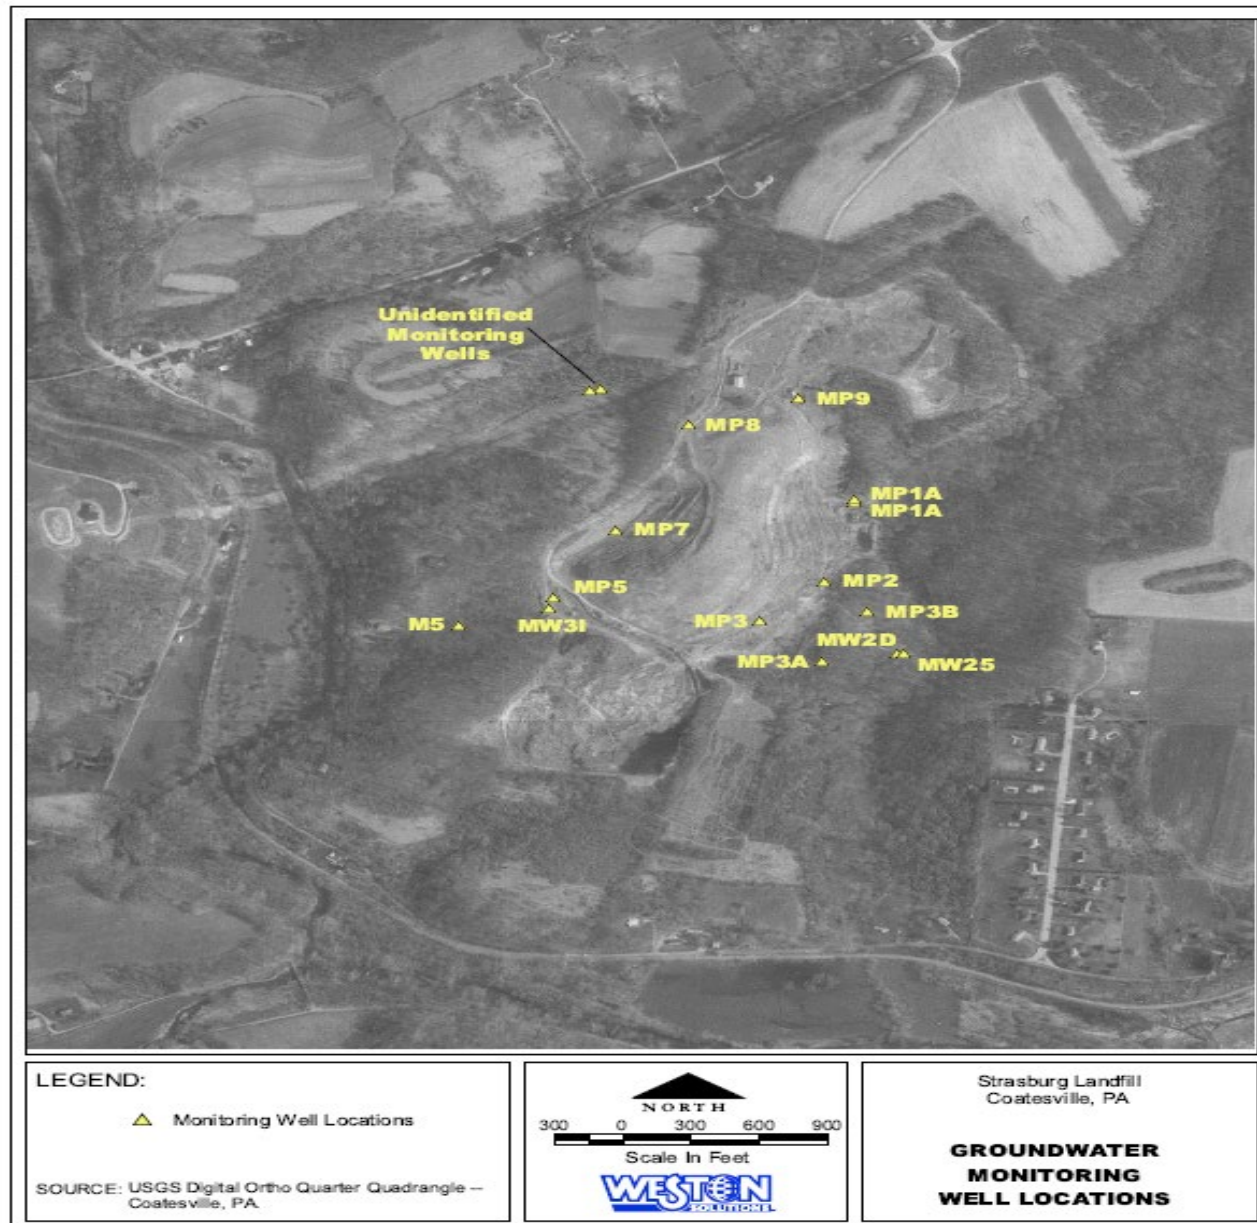 Unidentified
Monitoring
Wells
MP9
MP8
MP1A
MP1A
MP7
MP2
MP5
MP3B
MW3I
M5
MP3
MW2D
MP3A
MW25
LEGEND:
Monitoring Well Locations
SOURCE: USGS Digital Ortho Quarter Quadrangle --
Coatesville, PA.
NORTH
300 0 300 600 900
Scale In Feet
WESTON
SOLUTIONS
Strasburg Landfill
Coatesville, PA
GROUNDWATER
MONITORING
WELL LOCATIONS